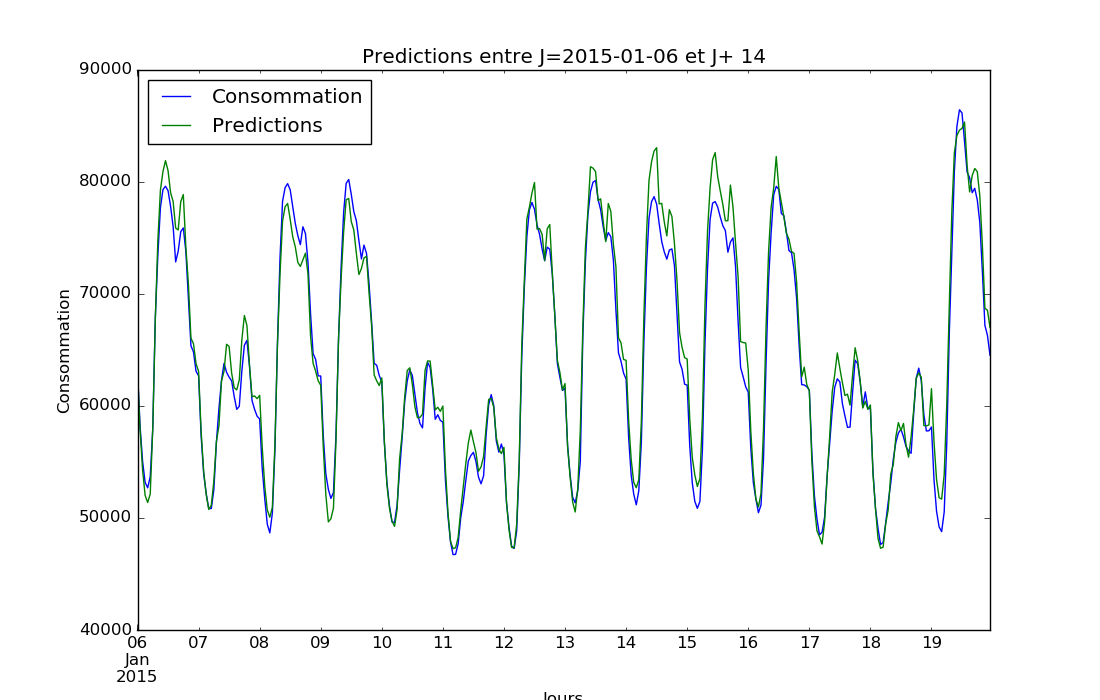 Predictions entre J=2015-01-06 et J+ 14
Consommation
Predictions
90000
80000
70000
60000
50000
40000
Consommation
06 07 08 09 10 11 12 13 14 15 16 17 18 19
Jan
2015
Jours